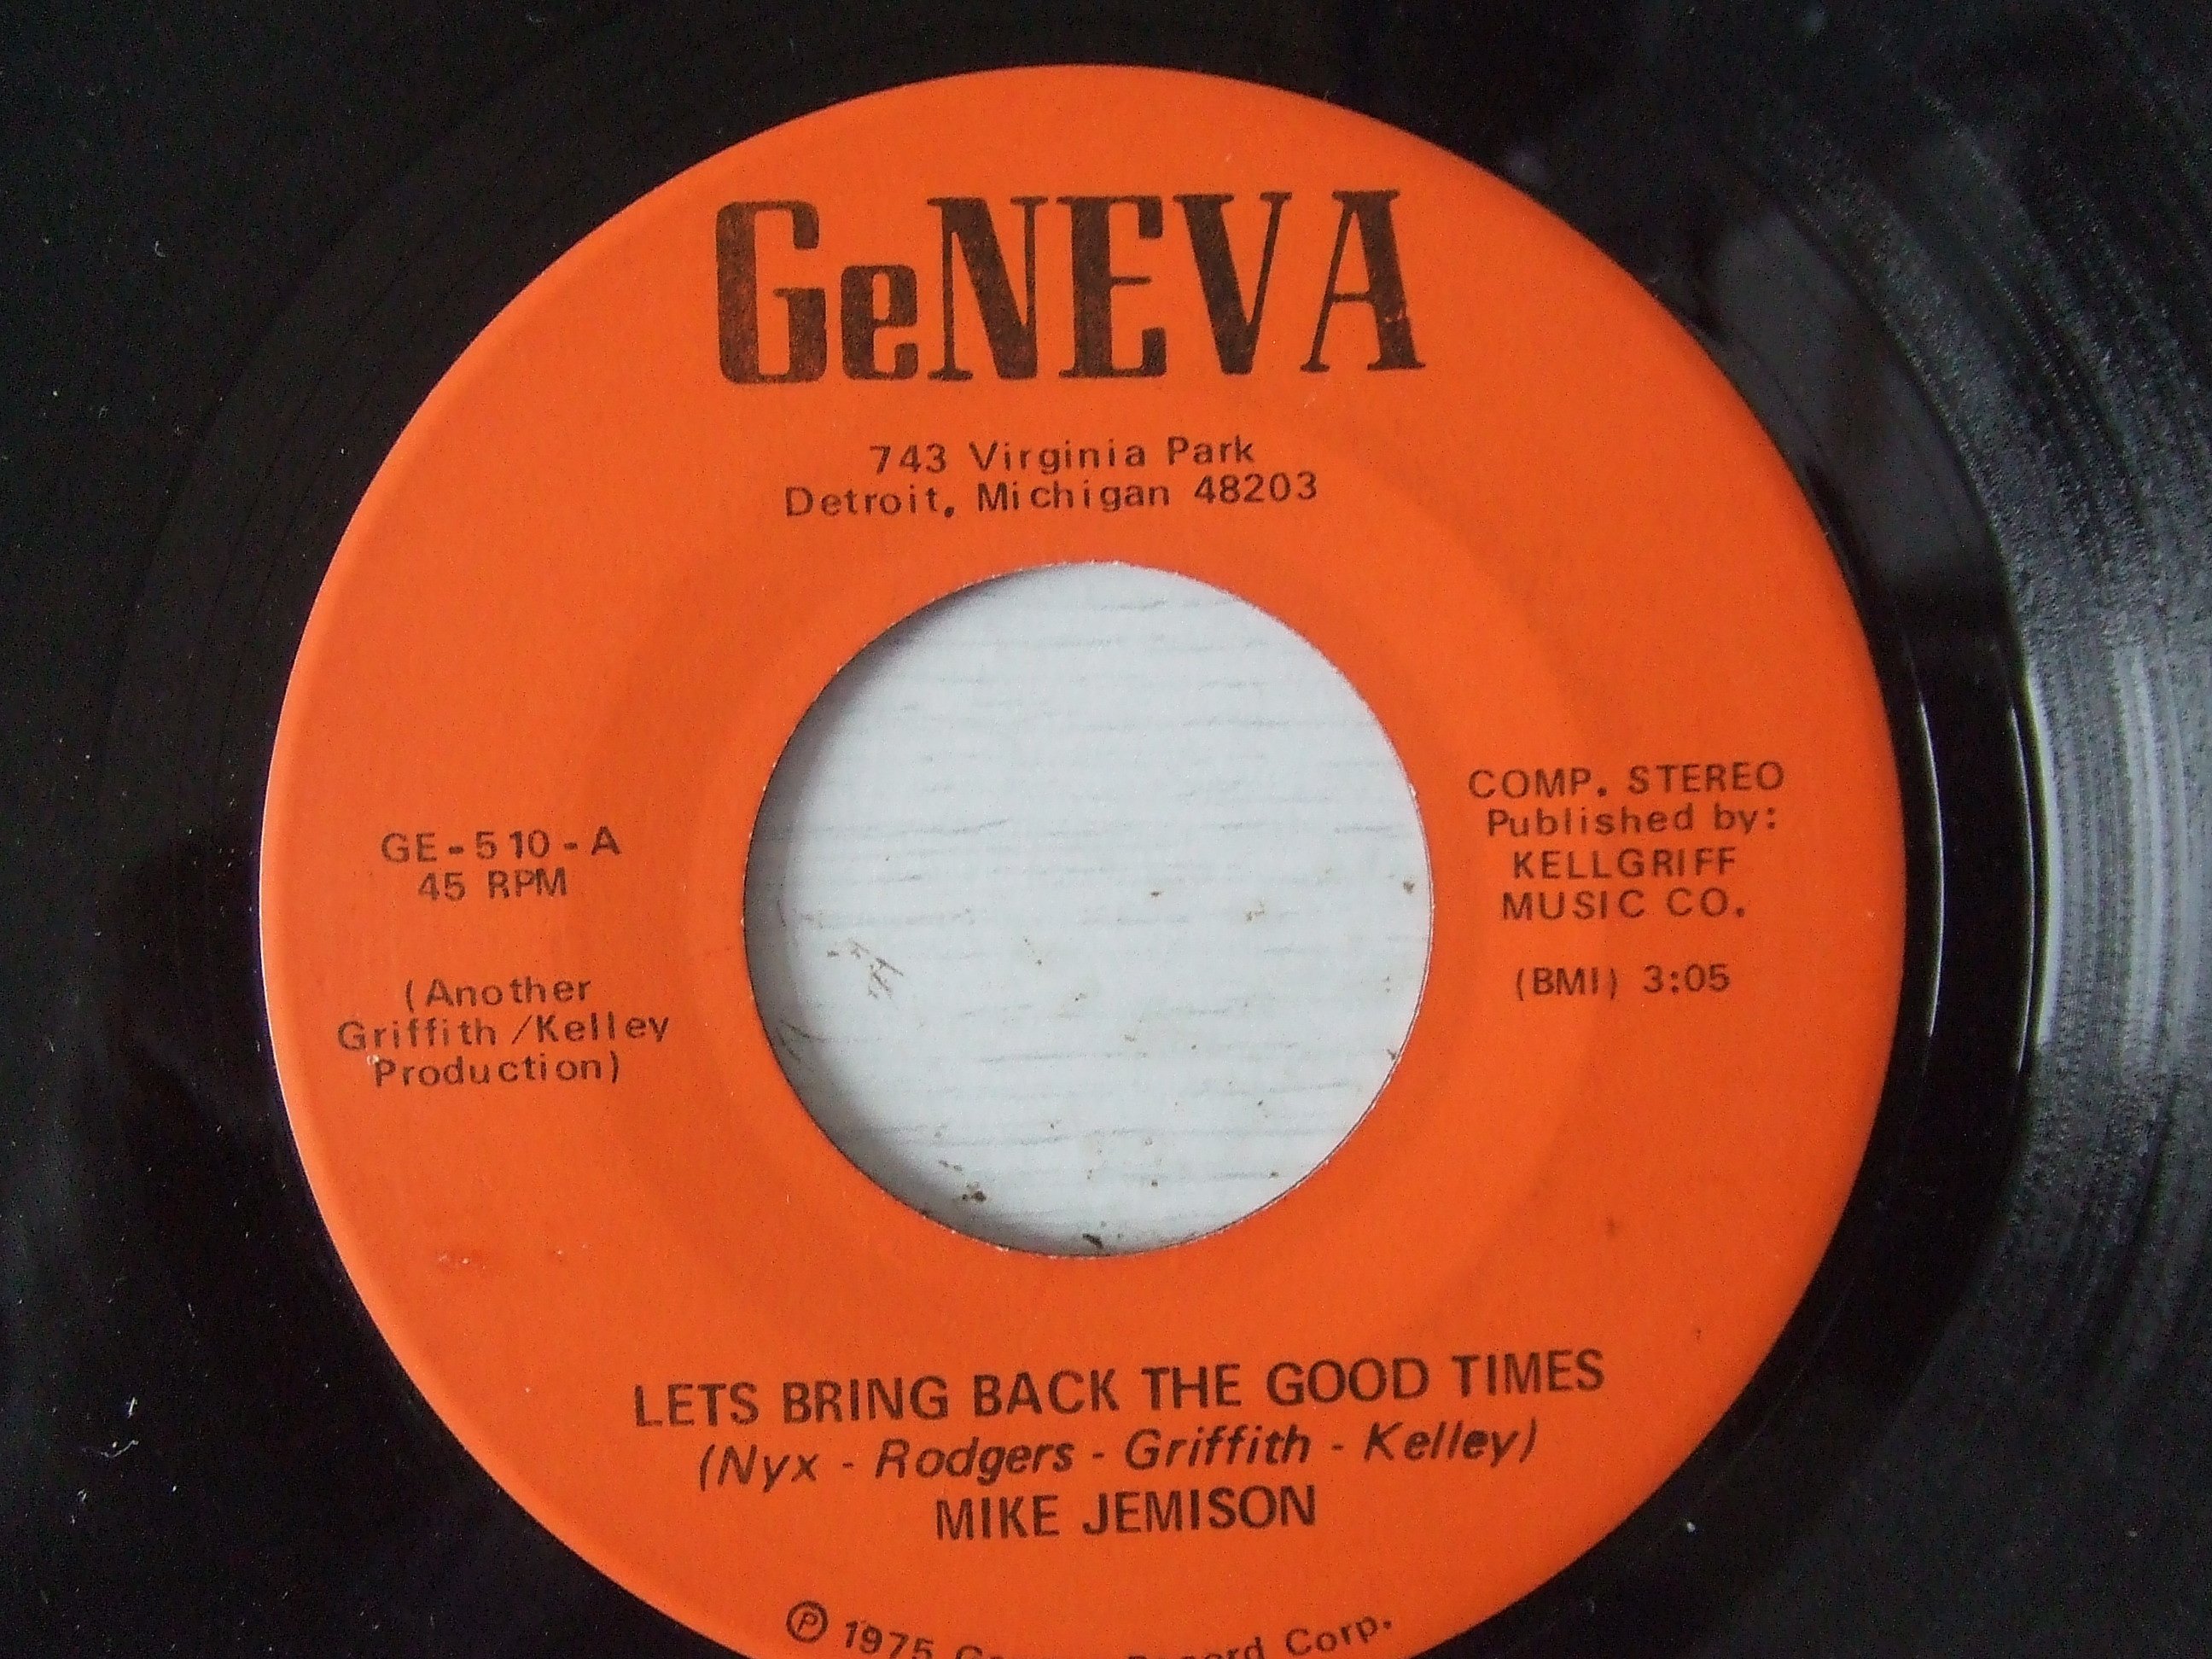 GeNEVA
743 Virginia Park
Detroit, Michigan 48203
GE-510-A
45 RPM
(Another
Griffith/Kelley
Production)
COMP. STEREO
Published by:
KELLGRIFF
MUSIC CO.
(BMI) 3:05
LETS BRING BACK THE GOOD TIMES
(Nyx - Rodgers - Griffith - Kelley)
MIKE JEMISON
℗ 1975 Corp.